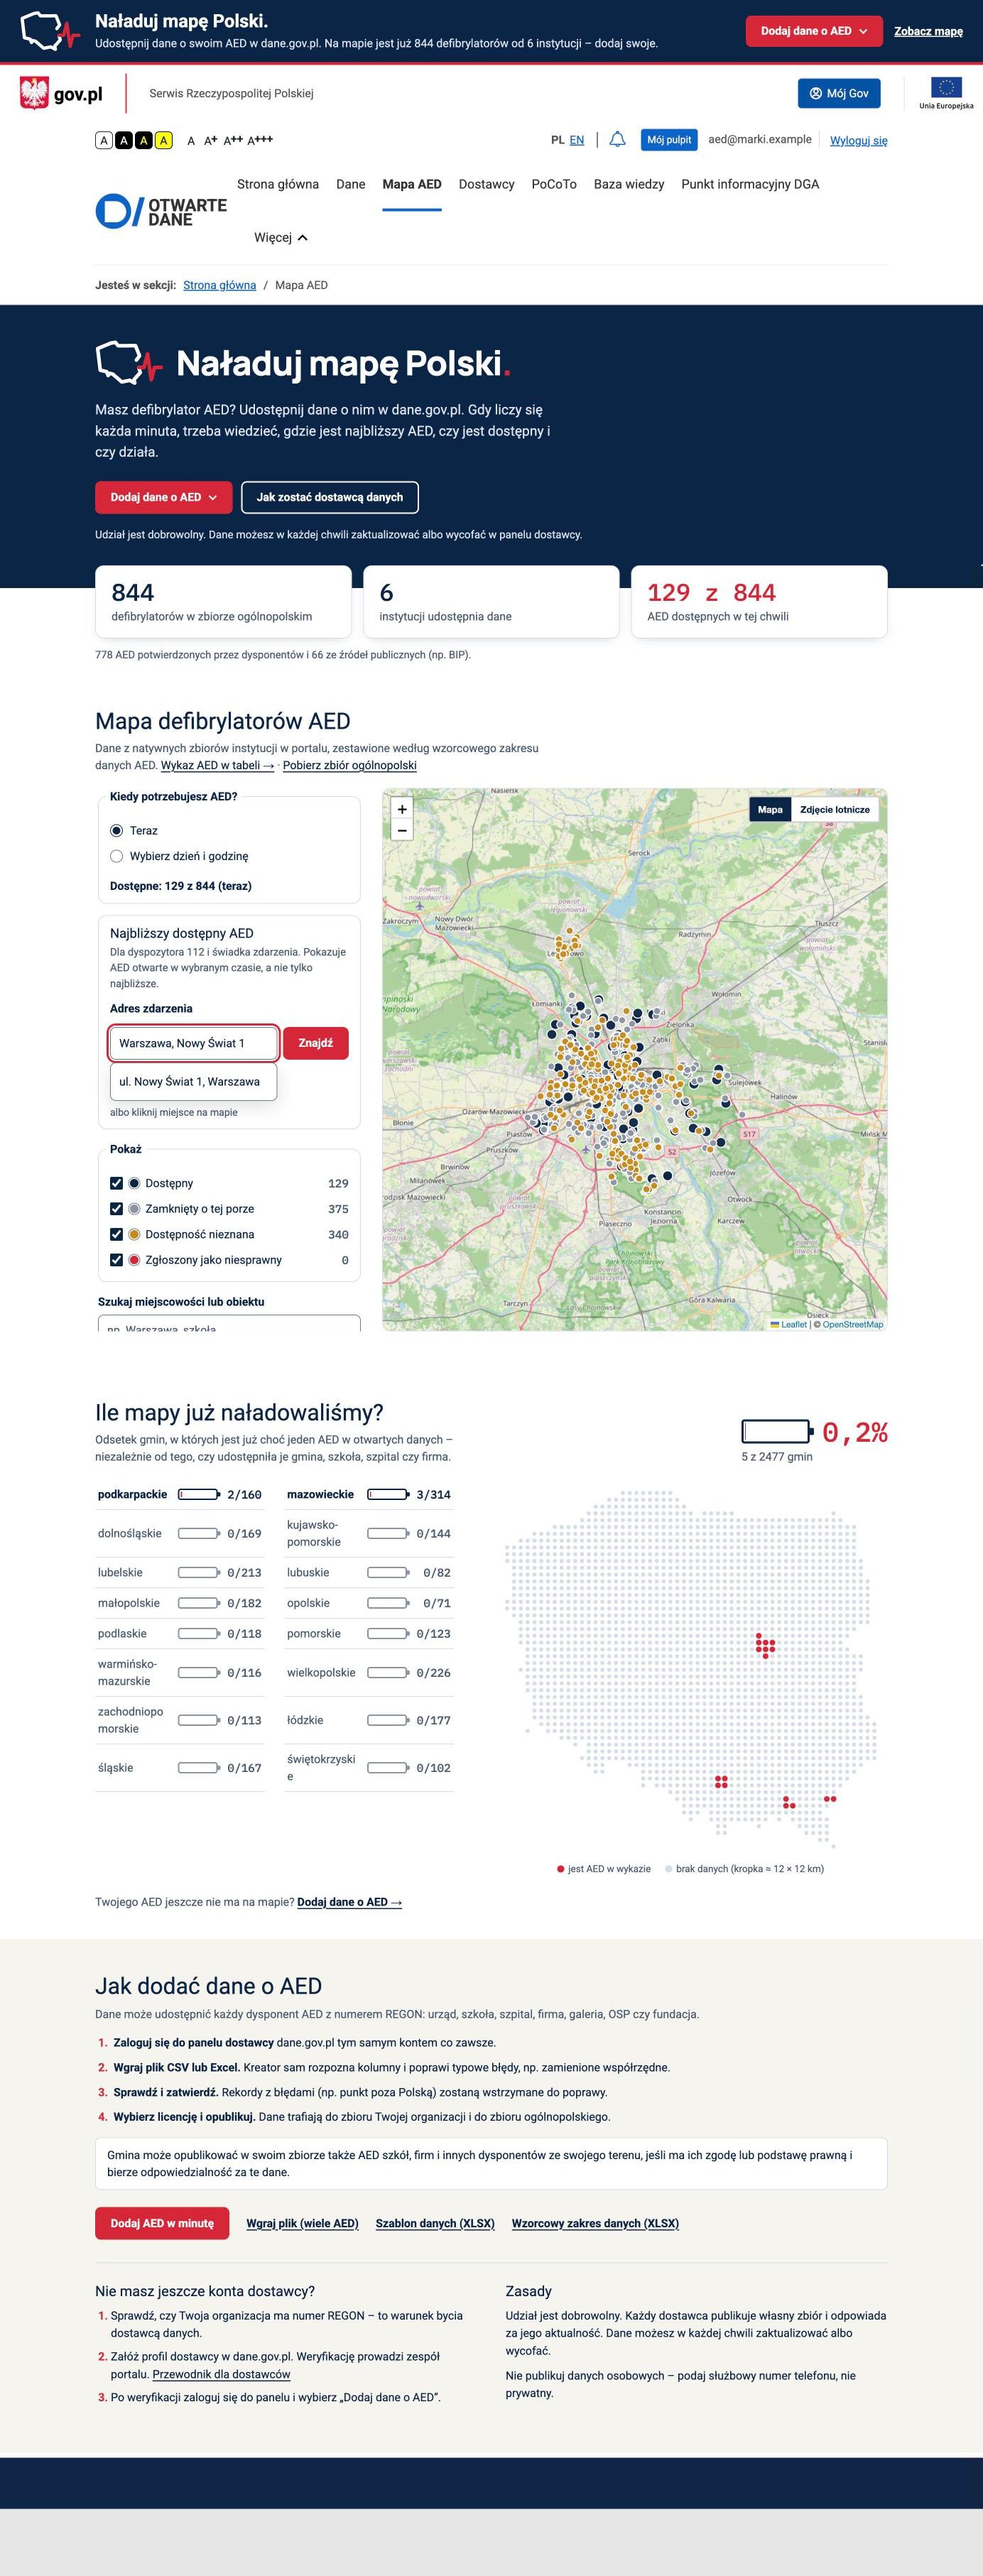 Naładuj mapę Polski.
Udostępnij dane o swoim AED w dane.gov.pl. Na mapie jest już 844 defibrylatorów od 6 instytucji – dodaj swoje.
Dodaj dane o AED
Zobacz mapę
gov.pl
Serwis Rzeczypospolitej Polskiej
Mój Gov
Unia Europejska
A A A A A A+ A++ A+++
PL EN
Mój pulpit
aed@marki.example
Wyloguj się
OTWARTE
DANE
Strona główna
Dane
Mapa AED
Dostawcy
PoCoTo
Baza wiedzy
Punkt informacyjny DGA
Więcej
Jesteś w sekcji: Strona główna / Mapa AED
Naładuj mapę Polski.
Masz defibrylator AED? Udostępnij dane o nim w dane.gov.pl. Gdy liczy się
każda minuta, trzeba wiedzieć, gdzie jest najbliższy AED, czy jest dostępny i
czy działa.
Dodaj dane o AED
Jak zostać dostawcą danych
Udział jest dobrowolny. Dane możesz w każdej chwili zaktualizować albo wycofać w panelu dostawcy.
844
defibrylatorów w zbiorze ogólnopolskim
6
instytucji udostępnia dane
129 z 844
AED dostępnych w tej chwili
778 AED potwierdzonych przez dysponentów i 66 ze źródeł publicznych (np. BIP).
Mapa defibrylatorów AED
Dane z natywnych zbiorów instytucji w portalu, zestawione według wzorcowego zakresu
danych AED. Wykaz AED w tabeli → · Pobierz zbiór ogólnopolski
Kiedy potrzebujesz AED?
Teraz
Wybierz dzień i godzinę
Dostępne: 129 z 844 (teraz)
Najbliższy dostępny AED
Dla dyspozytora 112 i świadka zdarzenia. Pokazuje
AED otwarte w wybranym czasie, a nie tylko
najbliższe.
Adres zdarzenia
Warszawa, Nowy Świat 1
Znajdź
ul. Nowy Świat 1, Warszawa
albo kliknij miejsce na mapie
Pokaż
Dostępny 129
Zamknięty o tej porze 375
Dostępność nieznana 340
Zgłoszony jako niesprawny 0
Szukaj miejscowości lub obiektu
np. Warszawa, szkoła
+
−
Mapa
Zdjęcie lotnicze
Nasielsk
Serock
powiat
nowodworski
powiat
legionowski
Zakroczym
Nowy Dwór
Mazowiecki
Radzymin
Tłuszcz
powiat
wołomiński
Łomianki
Wołomin
Zielonka
Sulejówek
Ożarów Mazowiecki
Błonie
Piastów
Pruszków
S17
S2
Mińsk M
Brwinów
Milanówek
Józefów
Otwock
Konstancin
Jeziorna
Karczew
Piaseczno
powiat
pruszkowski
Chojnowski
Park Krajobrazowy
powiat
piaseczyński
powiat
otwocki
Góra Kalwaria
Tarczyn
Osieck
Leaflet | © OpenStreetMap
Ile mapy już naładowaliśmy?
Odsetek gmin, w których jest już choć jeden AED w otwartych danych –
niezależnie od tego, czy udostępniła je gmina, szkoła, szpital czy firma.
0,2%
5 z 2477 gmin
podkarpackie 2/160
mazowieckie 3/314
dolnośląskie 0/169
kujawsko-
pomorskie 0/144
lubelskie 0/213
lubuskie 0/82
małopolskie 0/182
opolskie 0/71
podlaskie 0/118
pomorskie 0/123
warmińsko-
mazurskie 0/116
wielkopolskie 0/226
zachodniopo
morskie 0/113
łódzkie 0/177
śląskie 0/167
świętokrzyski
e 0/102
jest AED w wykazie
brak danych (kropka ≈ 12 × 12 km)
Twojego AED jeszcze nie ma na mapie? Dodaj dane o AED →
Jak dodać dane o AED
Dane może udostępnić każdy dysponent AED z numerem REGON: urząd, szkoła, szpital, firma, galeria, OSP czy fundacja.
1. Zaloguj się do panelu dostawcy dane.gov.pl tym samym kontem co zawsze.
2. Wgraj plik CSV lub Excel. Kreator sam rozpozna kolumny i poprawi typowe błędy, np. zamienione współrzędne.
3. Sprawdź i zatwierdź. Rekordy z błędami (np. punkt poza Polską) zostaną wstrzymane do poprawy.
4. Wybierz licencję i opublikuj. Dane trafiają do zbioru Twojej organizacji i do zbioru ogólnopolskiego.
Gmina może opublikować w swoim zbiorze także AED szkół, firm i innych dysponentów ze swojego terenu, jeśli ma ich zgodę lub podstawę prawną i
bierze odpowiedzialność za te dane.
Dodaj AED w minutę
Wgraj plik (wiele AED)
Szablon danych (XLSX)
Wzorcowy zakres danych (XLSX)
Nie masz jeszcze konta dostawcy?
1. Sprawdź, czy Twoja organizacja ma numer REGON – to warunek bycia
dostawcą danych.
2. Załóż profil dostawcy w dane.gov.pl. Weryfikację prowadzi zespół
portalu. Przewodnik dla dostawców
3. Po weryfikacji zaloguj się do panelu i wybierz „Dodaj dane o AED”.
Zasady
Udział jest dobrowolny. Każdy dostawca publikuje własny zbiór i odpowiada
za jego aktualność. Dane możesz w każdej chwili zaktualizować albo
wycofać.
Nie publikuj danych osobowych – podaj służbowy numer telefonu, nie
prywatny.